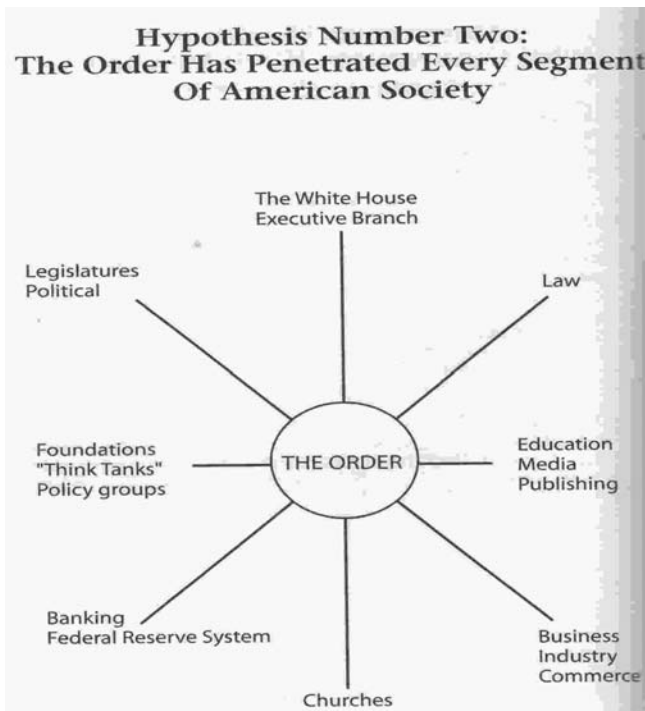 Hypothesis Number Two:
The Order Has Penetrated Every Segment
Of American Society
The White House
Executive Branch
Legislatures
Political
Law
Foundations
"Think Tanks"
Policy groups
THE ORDER
Education
Media
Publishing
Banking
Federal Reserve System
Business
Industry
Commerce
Churches